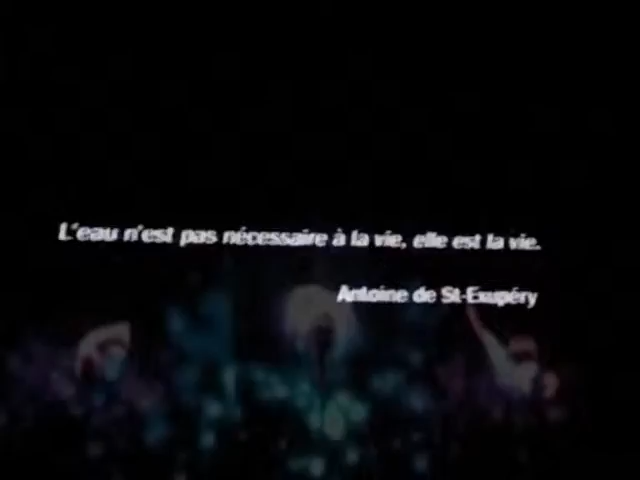 L'eau n'est pas nécessaire à la vie, elle est la vie.
Antoine de St-Exupéry